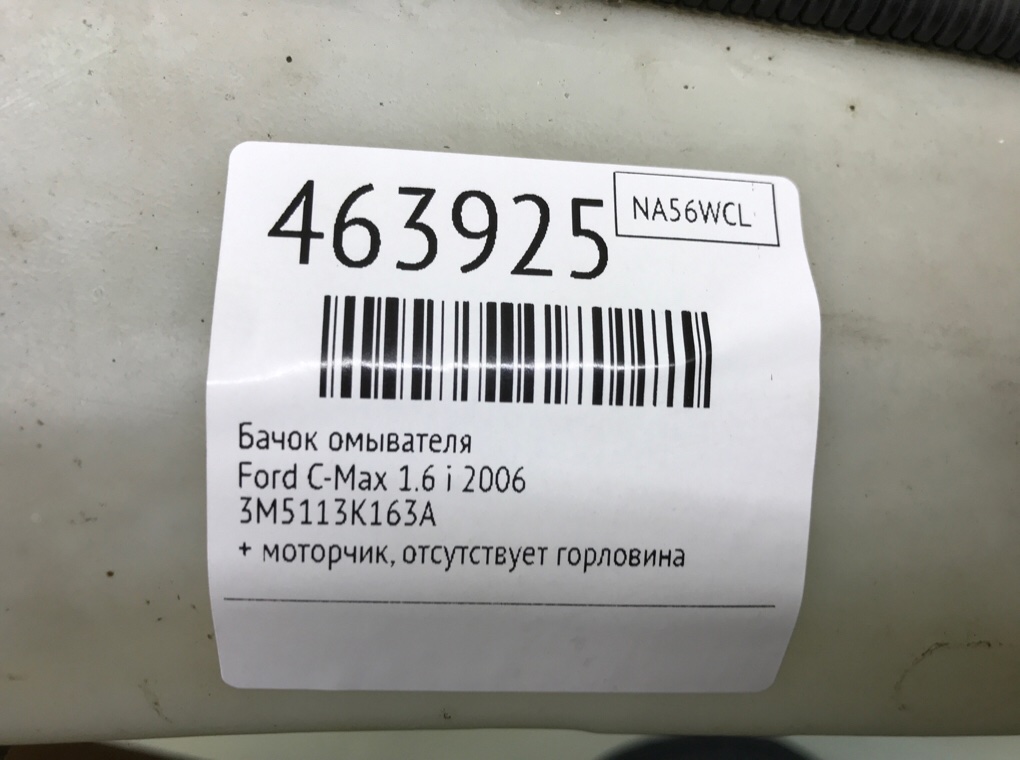 463925
NA56WCL
Бачок омывателя
Ford C-Max 1.6 i 2006
3M5113K163A
+ моторчик, отсутствует горловина